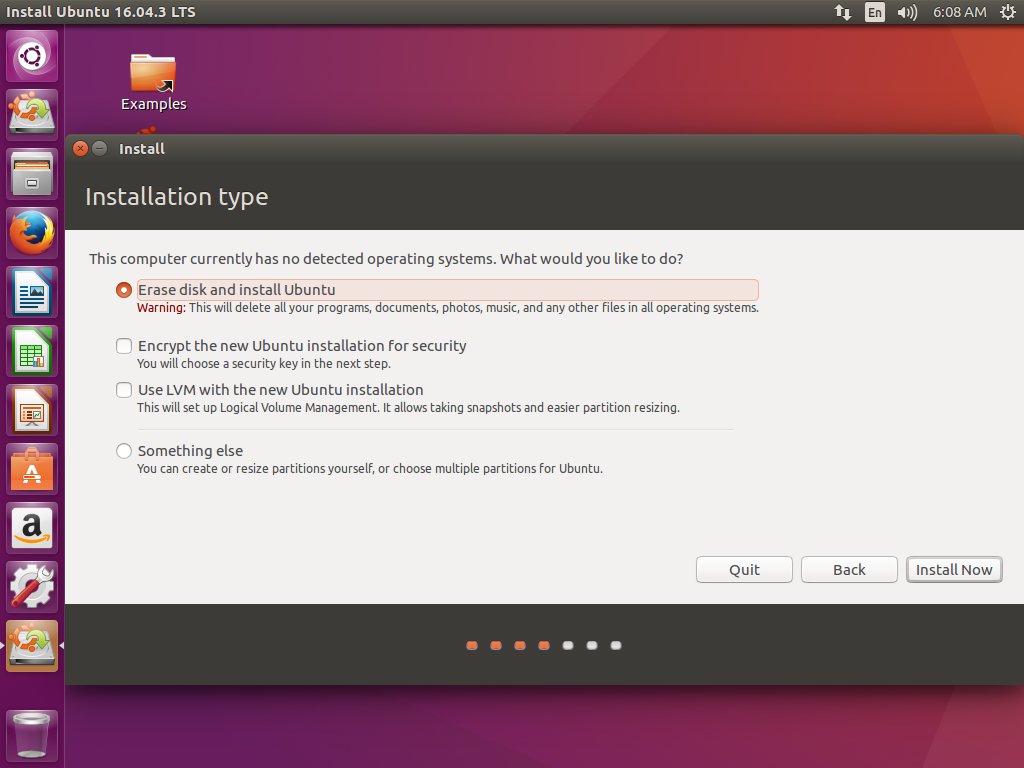 Install Ubuntu 16.04.3 LTS
En
6:08 AM
Examples
Install
Installation type
This computer currently has no detected operating systems. What would you like to do?
Erase disk and install Ubuntu
Warning: This will delete all your programs, documents, photos, music, and any other files in all operating systems.
Encrypt the new Ubuntu installation for security
You will choose a security key in the next step.
Use LVM with the new Ubuntu installation
This will set up Logical Volume Management. It allows taking snapshots and easier partition resizing.
Something else
You can create or resize partitions yourself, or choose multiple partitions for Ubuntu.
Quit
Back
Install Now